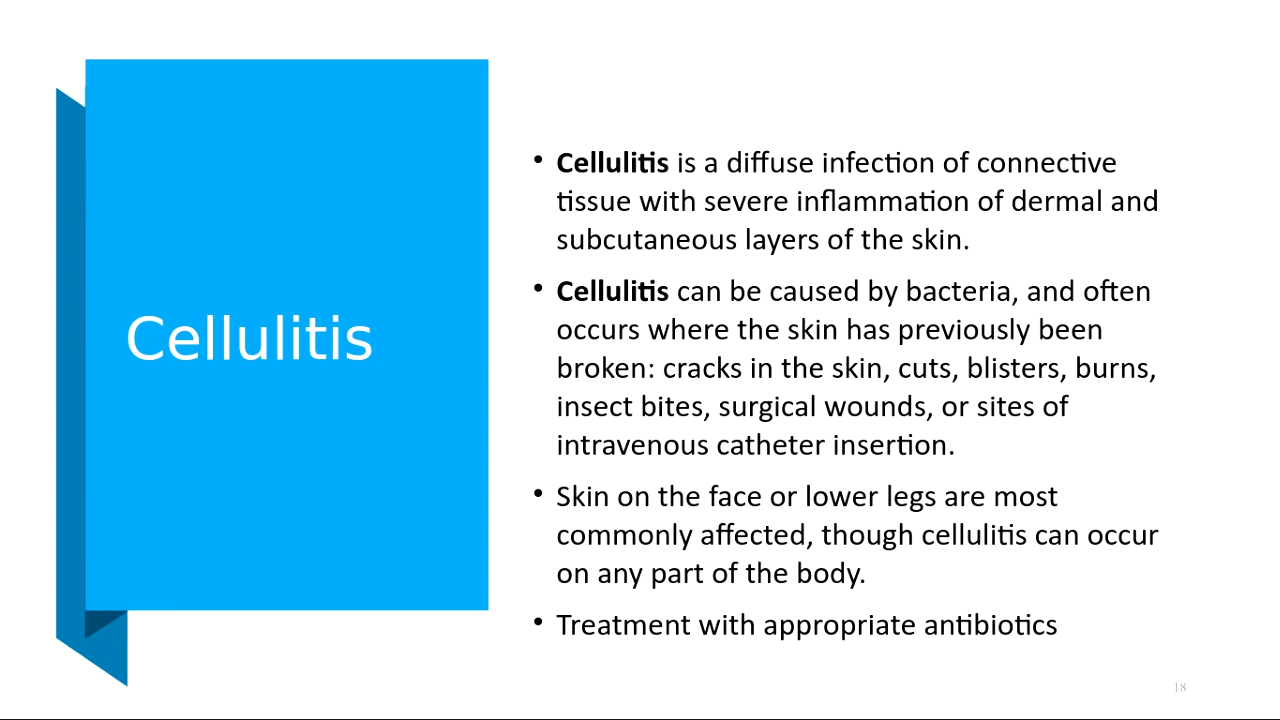 Cellulitis
• Cellulitis is a diffuse infection of connective
tissue with severe inflammation of dermal and
subcutaneous layers of the skin.
• Cellulitis can be caused by bacteria, and often
occurs where the skin has previously been
broken: cracks in the skin, cuts, blisters, burns,
insect bites, surgical wounds, or sites of
intravenous catheter insertion.
• Skin on the face or lower legs are most
commonly affected, though cellulitis can occur
on any part of the body.
• Treatment with appropriate antibiotics
18